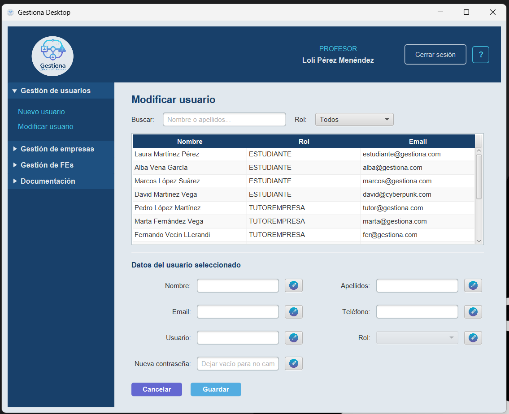 Gestiona Desktop
Gestiona
PROFESOR
Loli Pérez Menéndez
Cerrar sesión
?
Gestión de usuarios
Nuevo usuario
Modificar usuario
Gestión de empresas
Gestión de FEs
Documentación
Modificar usuario
Buscar: Nombre o apellidos Rol: Todos
Nombre Rol Email
Laura Martínez Pérez ESTUDIANTE estudiante@gestiona.com
Alba Vena García ESTUDIANTE alba@gestiona.com
Marcos López Suárez ESTUDIANTE marcos@gestiona.com
David Martinez Vega ESTUDIANTE david@cyberpunk.com
Pedro López Martínez TUTOREMPRESA tutor@gestiona.com
Marta Fernández Vega TUTOREMPRESA marta@gestiona.com
Fernando Vecin LLerandi TUTOREMPRESA fer@gestiona.com
Datos del usuario seleccionado
Nombre: Apellidos:
Email: Teléfono:
Usuario: Rol:
Nueva contraseña: Dejar vacío para no cam
Cancelar Guardar